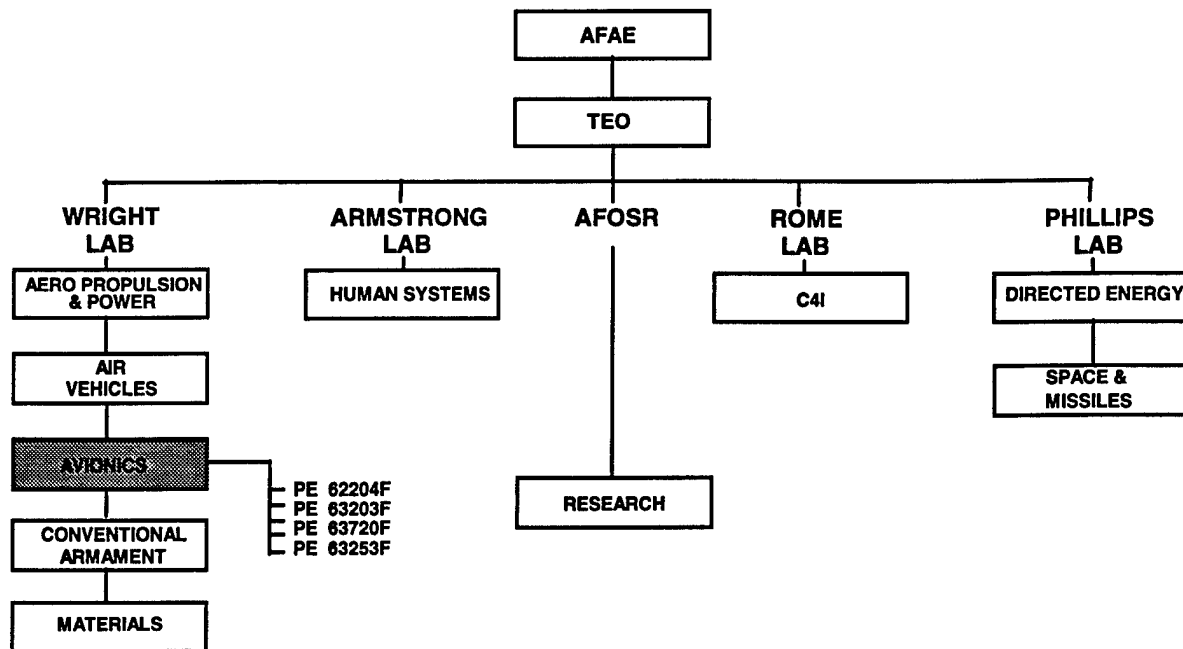 AFAE
TEO
WRIGHT
LAB
ARMSTRONG
LAB
AFOSR
ROME
LAB
PHILLIPS
LAB
AERO PROPULSION
& POWER
HUMAN SYSTEMS
C4I
DIRECTED ENERGY
AIR
VEHICLES
SPACE &
MISSILES
AVIONICS
PE 62204F
PE 63203F
PE 63720F
PE 63253F
RESEARCH
CONVENTIONAL
ARMAMENT
MATERIALS